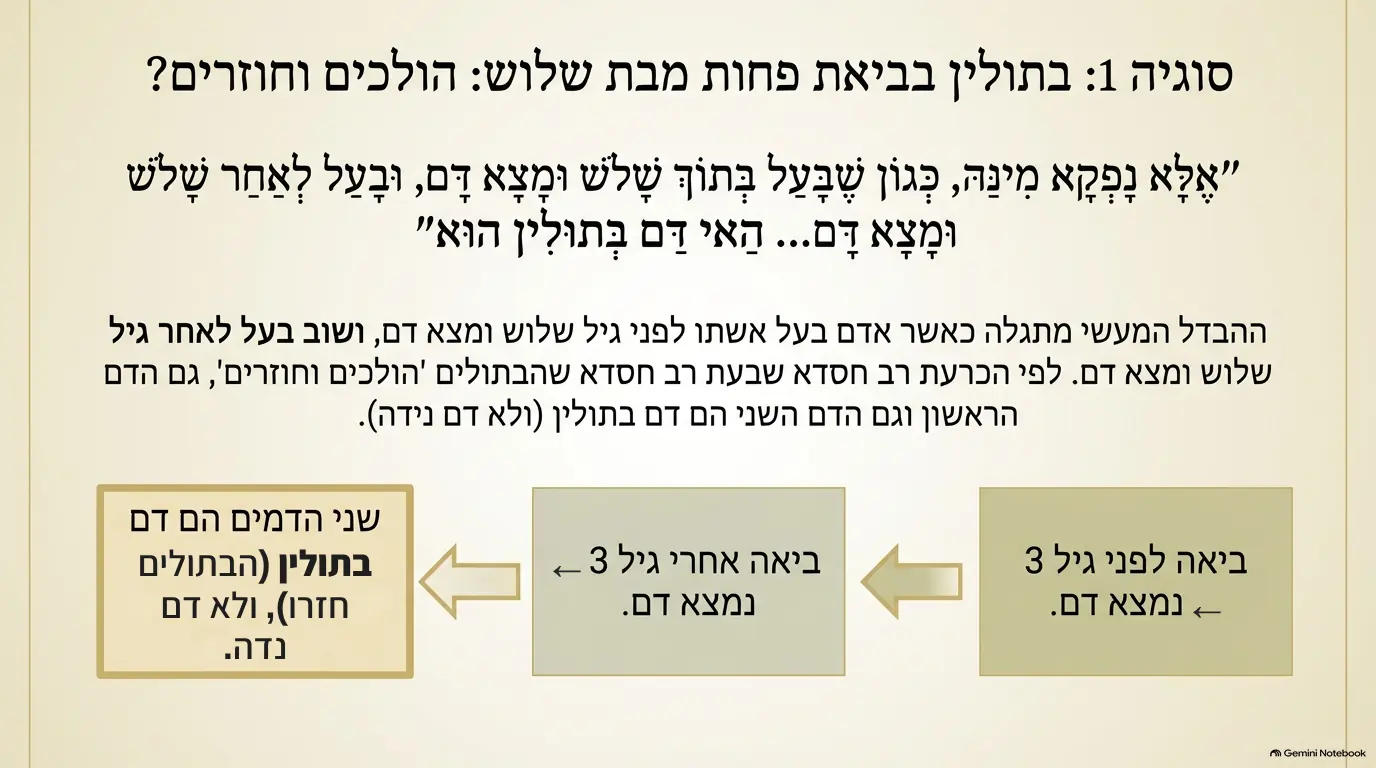 סוגיה 1: בתולין בביאת פחות מבת שלוש: הולכים וחוזרים?
"אֶלָּא נָפְקָא מִינַּהּ, כְּגוֹן שֶׁבָּעַל בְּתוֹךְ שָׁלֹשׁ וּמָצָא דָּם, וּבָעַל לְאַחַר שָׁלֹשׁ
וּמָצָא דָּם... הַאי דַּם בְּתוּלִין הוּא"
ההבדל המעשי מתגלה כאשר אדם בעל אשתו לפני גיל שלוש ומצא דם, ושוב בעל לאחר גיל
שלוש ומצא דם. לפי הכרעת רב חסדא שבעת רב חסדא שהבתולים 'הולכים וחוזרים', גם הדם
הראשון וגם הדם השני הם דם בתולין (ולא דם נידה).
ביאה לפני גיל 3
← נמצא דם.
ביאה אחרי גיל 3 ←
נמצא דם.
שני הדמים הם דם
בתולין (הבתולים
חזרו), ולא דם
נדה.
Gemini Notebook